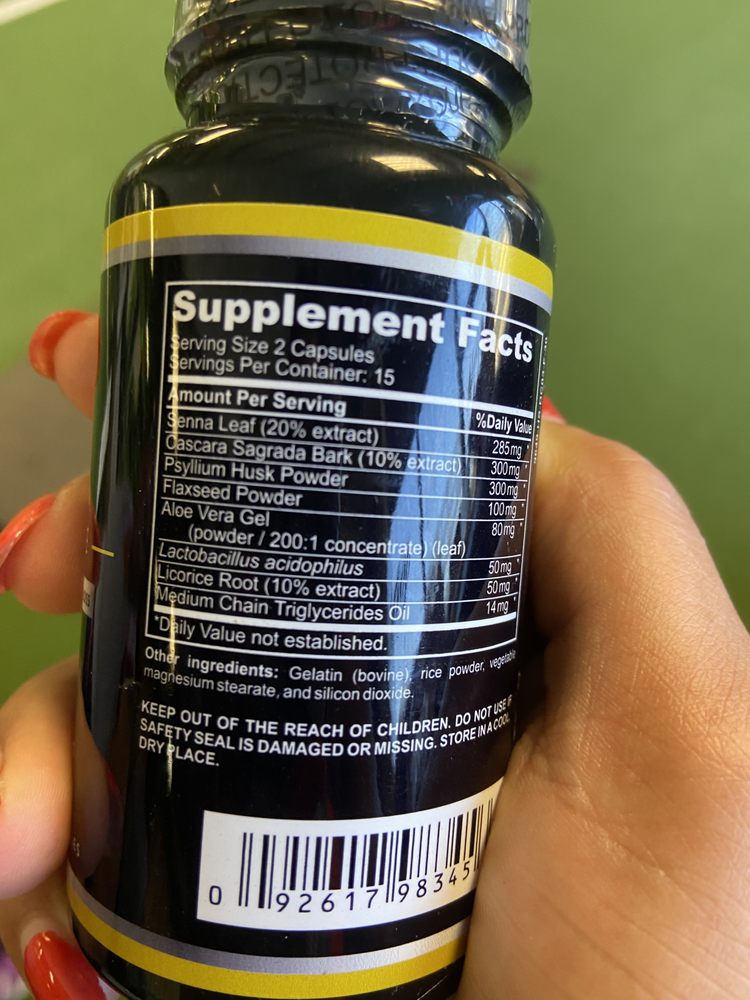 Supplement Facts
Serving Size 2 Capsules
Servings Per Container: 15
Amount Per Serving %Daily Value
Senna Leaf (20% extract) 285mg *
Cascara Sagrada Bark (10% extract) 300mg *
Psyllium Husk Powder 300mg *
Flaxseed Powder 100mg *
Aloe Vera Gel 80mg *
(powder / 200:1 concentrate) (leaf)
Lactobacillus acidophilus 50mg *
Licorice Root (10% extract) 50mg *
Medium Chain Triglycerides Oil 14mg *
*Daily Value not established.
Other ingredients: Gelatin (bovine), rice powder, vegetable
magnesium stearate, and silicon dioxide.
KEEP OUT OF THE REACH OF CHILDREN. DO NOT USE IF
SAFETY SEAL IS DAMAGED OR MISSING. STORE IN A COOL,
DRY PLACE.
0 92617 98345